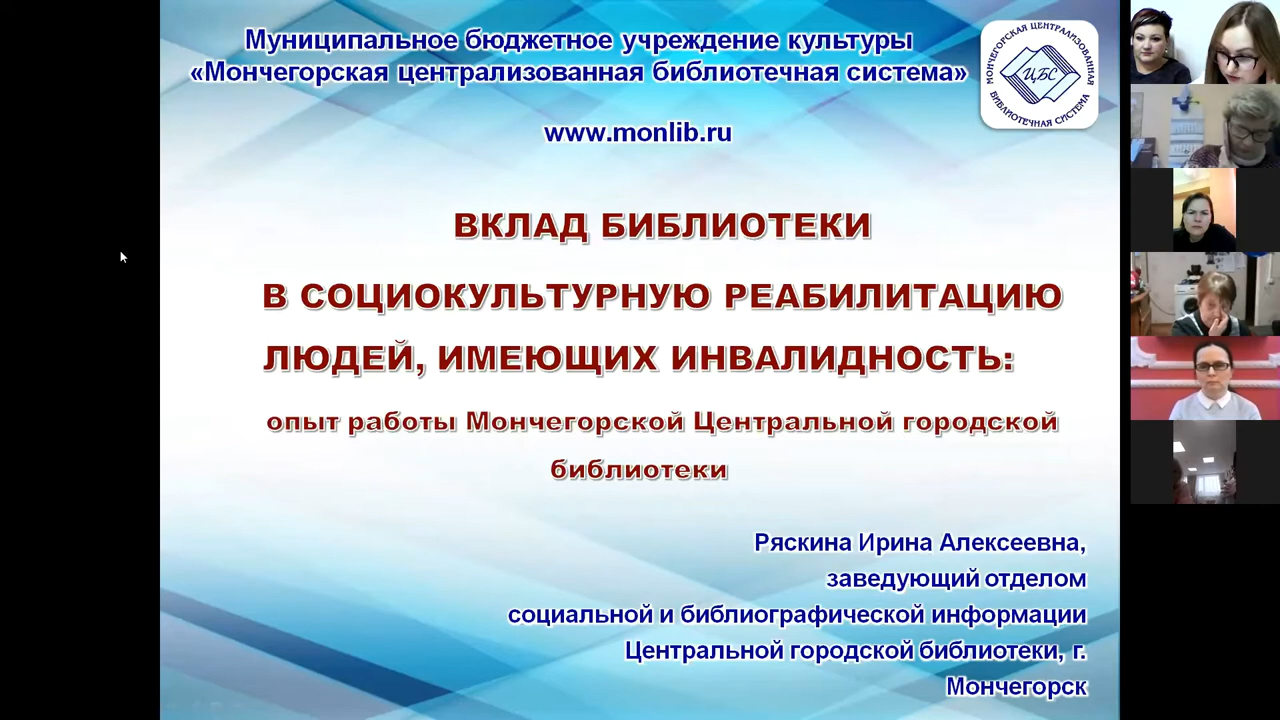 Муниципальное бюджетное учреждение культуры
«Мончегорская централизованная библиотечная система»
МОНЧЕГОРСКАЯ ЦЕНТРАЛИЗОВАННАЯ
ЦБС
БИБЛИОТЕЧНАЯ СИСТЕМА
www.monlib.ru
ВКЛАД БИБЛИОТЕКИ
В СОЦИОКУЛЬТУРНУЮ РЕАБИЛИТАЦИЮ
ЛЮДЕЙ, ИМЕЮЩИХ ИНВАЛИДНОСТЬ:
опыт работы Мончегорской Центральной городской
библиотеки
Ряскина Ирина Алексеевна,
заведующий отделом
социальной и библиографической информации
Центральной городской библиотеки, г.
Мончегорск